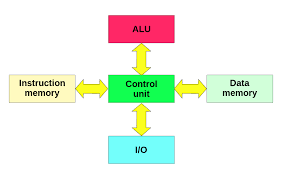 ALU
Instruction
memory
Control
unit
Data
memory
I/O